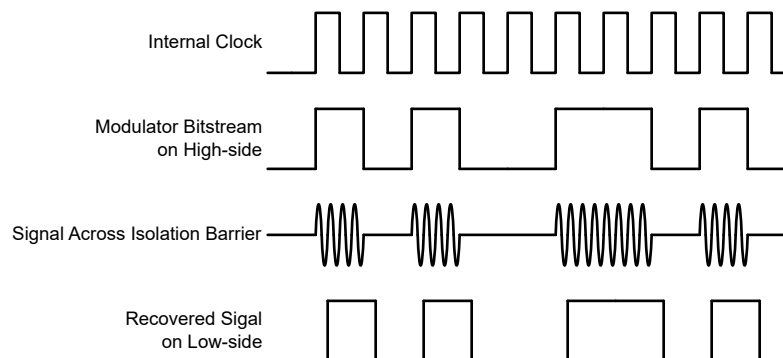 Internal Clock
Modulator Bitstream
on High-side
Signal Across Isolation Barrier
Recovered Sigal
on Low-side